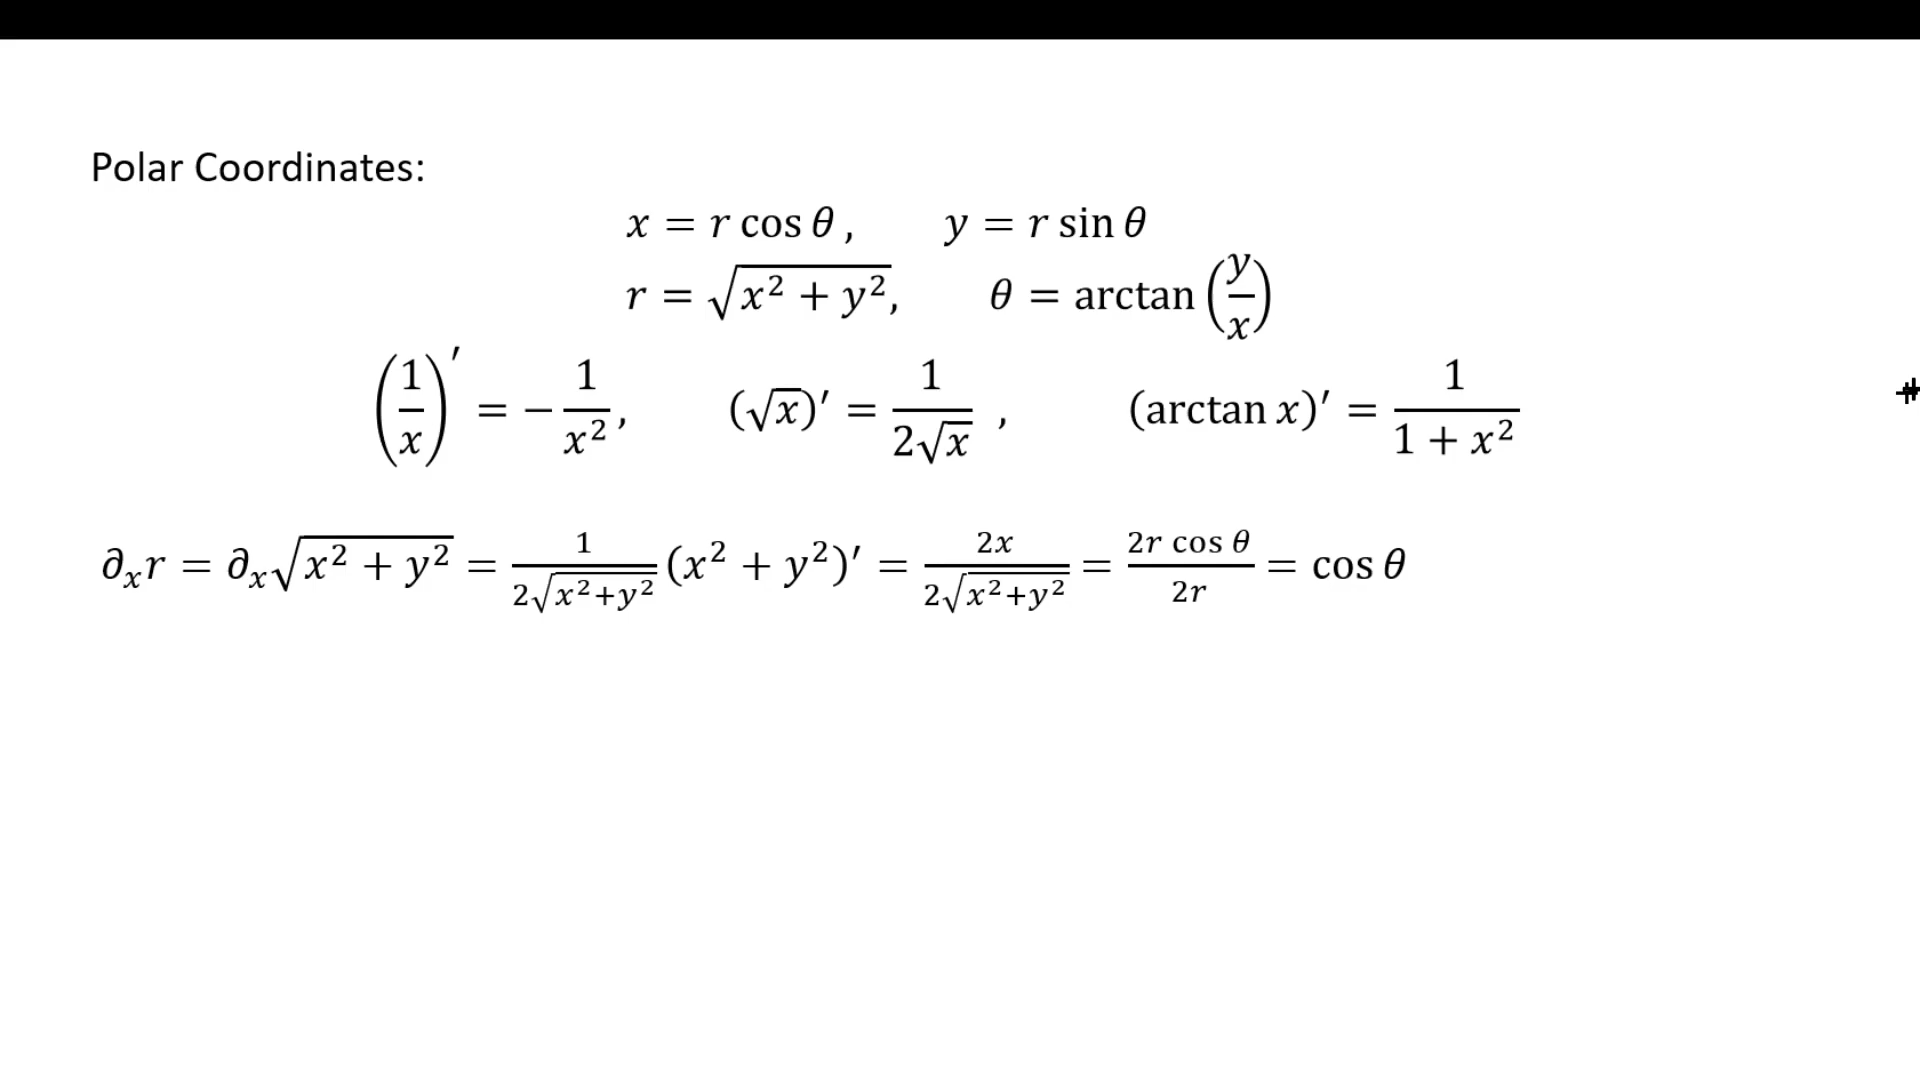 Polar Coordinates:
x = r cos θ , y = r sin θ
r = √(x² + y²), θ = arctan (y/x)
(1/x)′ = − 1/x² , (√x)′ = 1/(2√x) , (arctan x)′ = 1/(1 + x²)
∂ₓr = ∂ₓ√(x² + y²) = 1/(2√(x²+y²)) (x² + y²)′ = 2x/(2√(x²+y²)) = (2r cos θ)/(2r) = cos θ